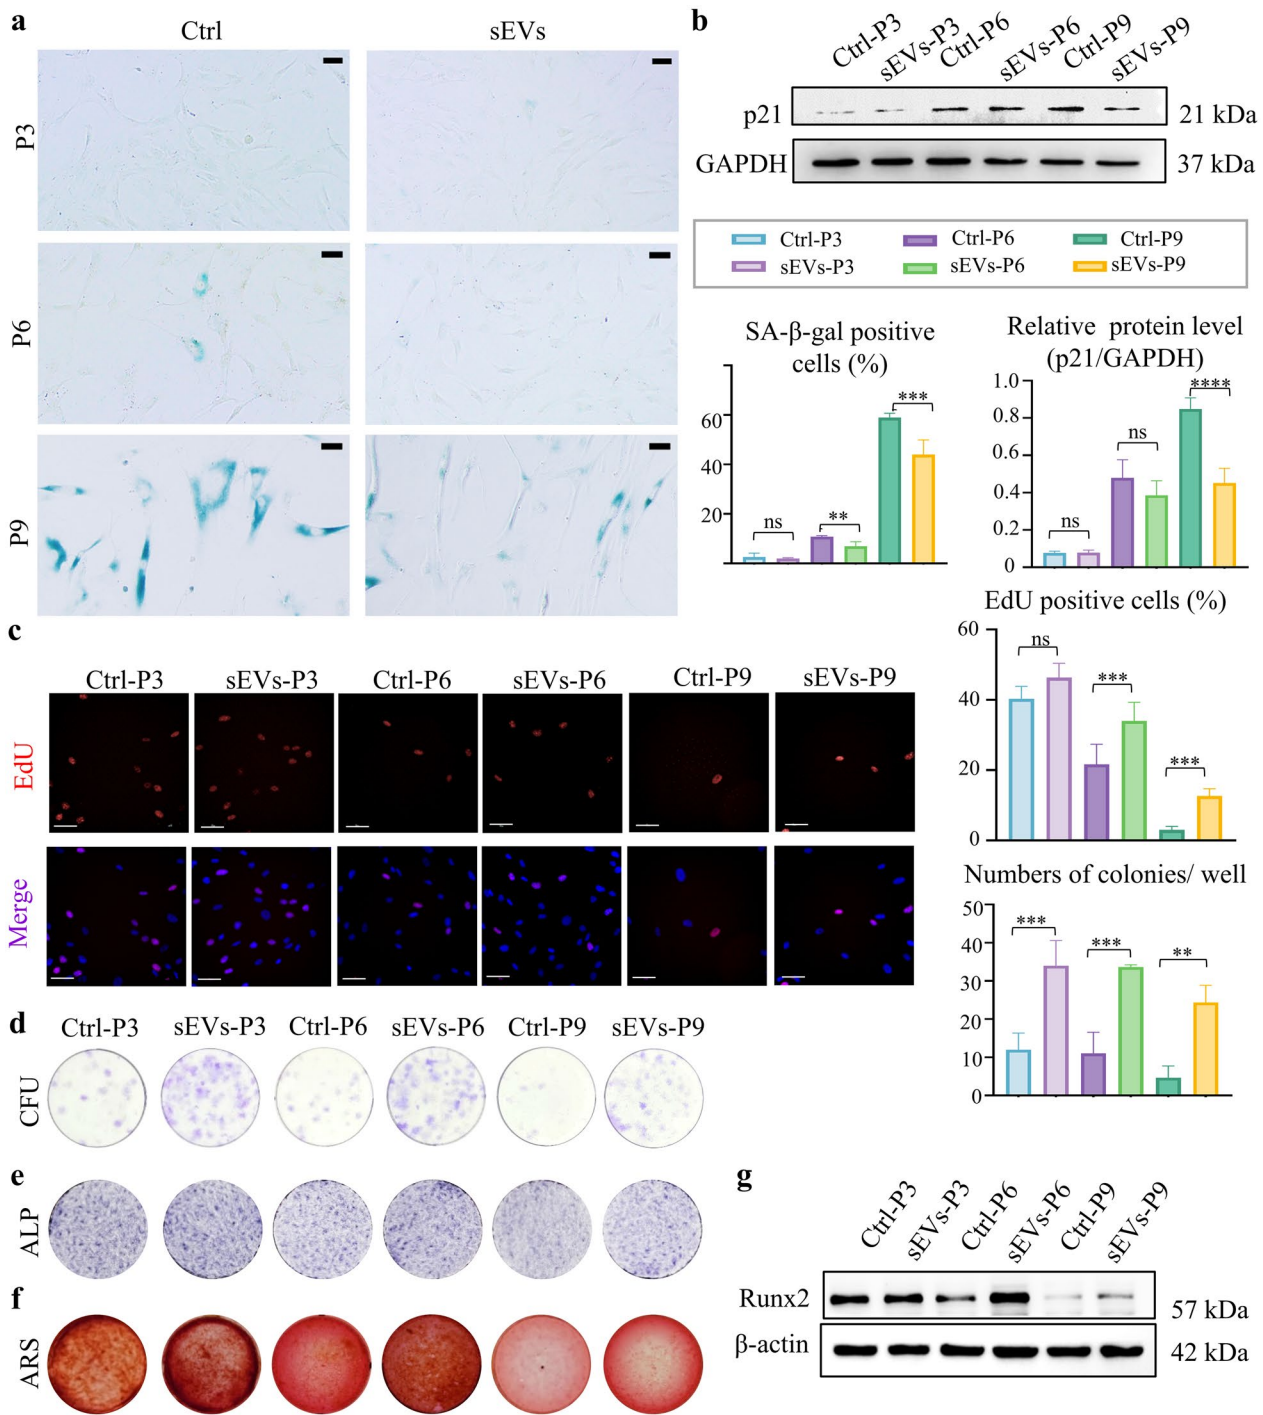 a
Ctrl
sEVs
P3
P6
P9
b
Ctrl-P3
sEVs-P3
Ctrl-P6
sEVs-P6
Ctrl-P9
sEVs-P9
p21
21 kDa
GAPDH
37 kDa
Ctrl-P3
Ctrl-P6
Ctrl-P9
sEVs-P3
sEVs-P6
sEVs-P9
SA-β-gal positive
cells (%)
60
40
20
ns
**
***
Relative protein level
(p21/GAPDH)
1.0
0.8
0.6
0.4
0.2
0
ns
ns
****
c
Ctrl-P3
sEVs-P3
Ctrl-P6
sEVs-P6
Ctrl-P9
sEVs-P9
EdU
Merge
EdU positive cells (%)
60
40
20
0
ns
***
***
Numbers of colonies/ well
50
40
30
20
10
0
***
***
**
d
Ctrl-P3
sEVs-P3
Ctrl-P6
sEVs-P6
Ctrl-P9
sEVs-P9
CFU
e
ALP
f
ARS
g
Ctrl-P3
sEVs-P3
Ctrl-P6
sEVs-P6
Ctrl-P9
sEVs-P9
Runx2
57 kDa
β-actin
42 kDa